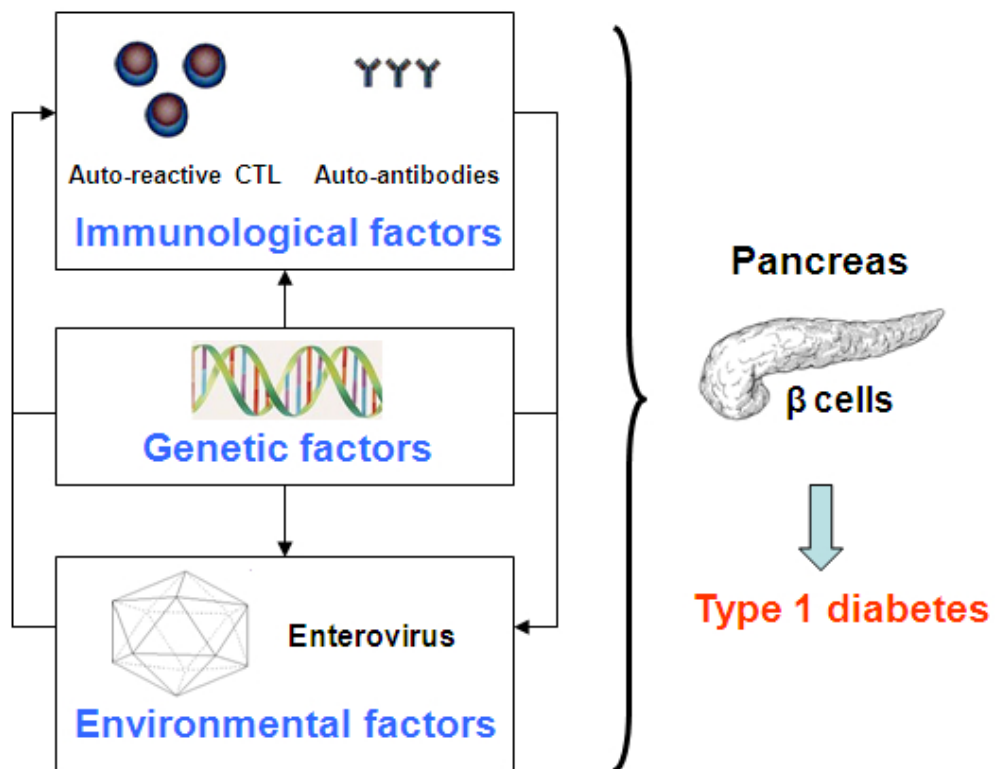 Auto-reactive CTL Auto-antibodies
Immunological factors
Genetic factors
Enterovirus
Environmental factors
Pancreas
β cells
Type 1 diabetes